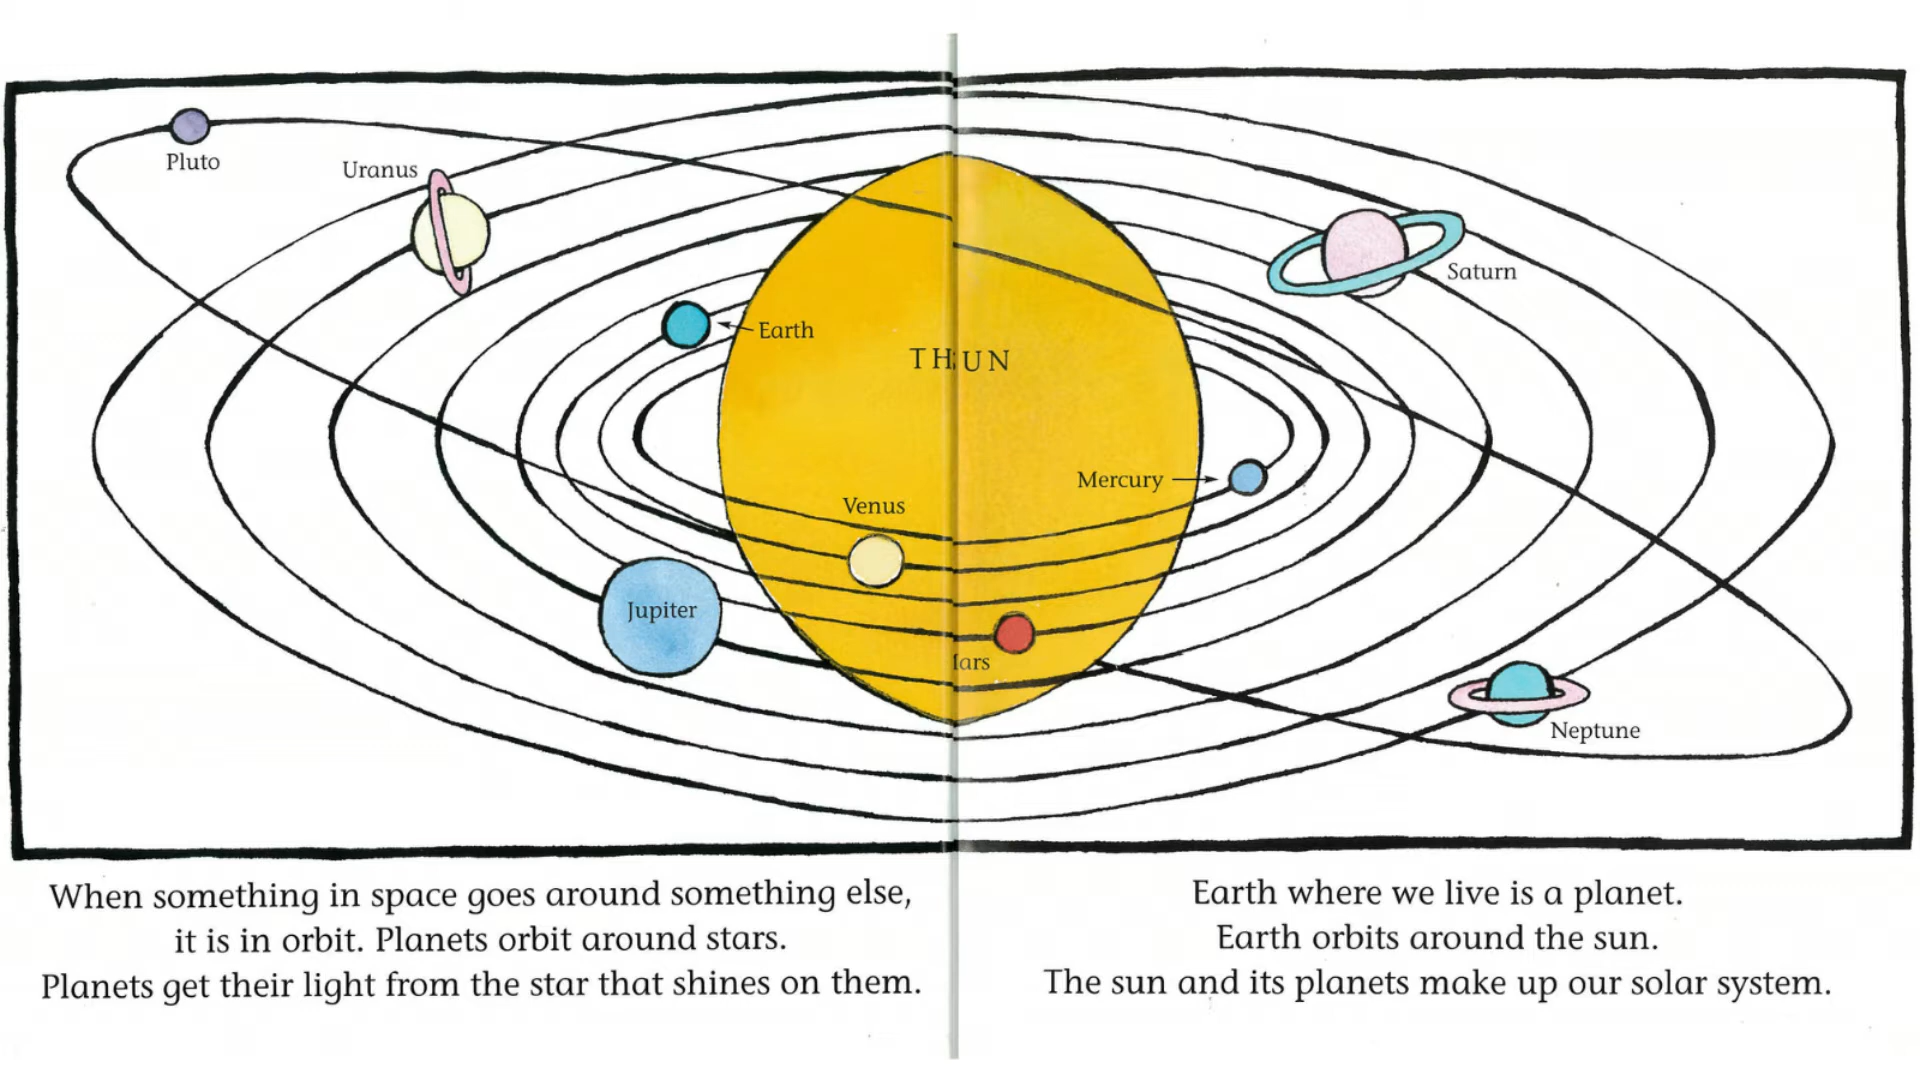 Pluto
Uranus
Saturn
Earth
TH UN
Mercury
Venus
Jupiter
ars
Neptune
When something in space goes around something else,
it is in orbit. Planets orbit around stars.
Planets get their light from the star that shines on them.
Earth where we live is a planet.
Earth orbits around the sun.
The sun and its planets make up our solar system.